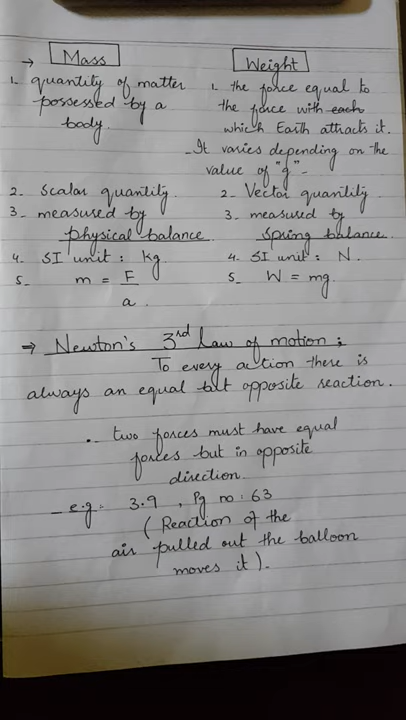 → Mass
1. quantity of matter
possessed by a
body.
2. Scalar quantity.
3. measured by
physical balance
4. SI unit : kg
5. m = F
a.
Weight
1. the force equal to
the force with each
which Earth attracts it.
- It varies depending on the
value of "g" -
2. Vector quantity.
3. measured by
Spring balance.
4. SI unit : N.
5. W = mg.
→ Newton's 3rd Law of motion :
To every action there is
always an equal but opposite reaction.
two forces must have equal
forces but in opposite
direction.
- e.g. 3.9 , Pg no : 63
( Reaction of the
air pulled out the balloon
moves it ).